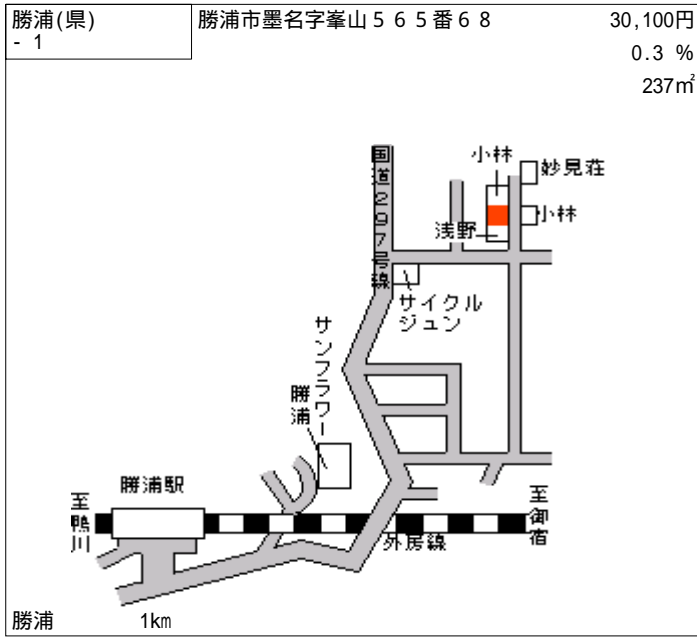 勝浦(県)
- 1
勝浦市墨名字峯山５６５番６８
30,100円
0.3 %
237㎡
国道297号線
小林
妙見荘
小林
浅野
サイクル
ジュン
サンフラワー
勝浦
勝浦駅
至鴨川
至御宿
外房線
勝浦 1km